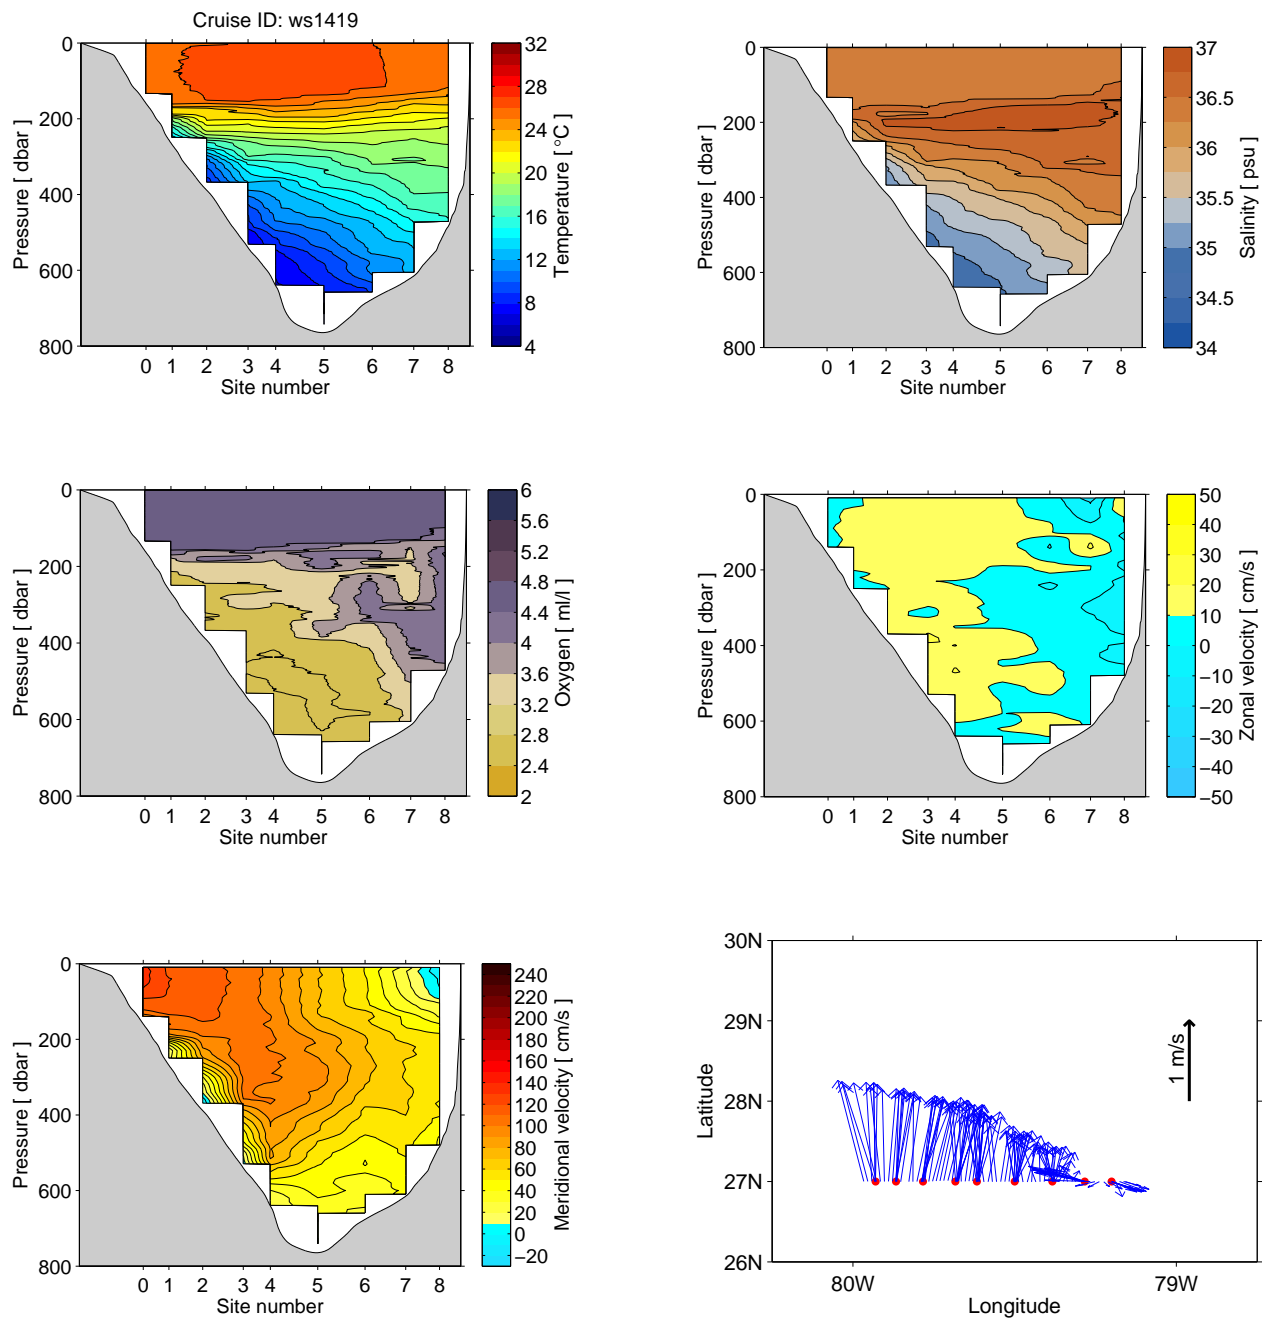 Cruise ID: ws1419
0
200
400
600
800
Pressure [ dbar ]
0 1 2 3 4 5 6 7 8
Site number
32
28
24
20
16
12
8
4
Temperature [ °C ]
0
200
400
600
800
Pressure [ dbar ]
0 1 2 3 4 5 6 7 8
Site number
37
36.5
36
35.5
35
34.5
34
Salinity [ psu ]
0
200
400
600
800
Pressure [ dbar ]
0 1 2 3 4 5 6 7 8
Site number
6
5.6
5.2
4.8
4.4
4
3.6
3.2
2.8
2.4
2
Oxygen [ ml/l ]
0
200
400
600
800
Pressure [ dbar ]
0 1 2 3 4 5 6 7 8
Site number
50
40
30
20
10
0
−10
−20
−30
−40
−50
Zonal velocity [ cm/s ]
0
200
400
600
800
Pressure [ dbar ]
0 1 2 3 4 5 6 7 8
Site number
240
220
200
180
160
140
120
100
80
60
40
20
0
−20
Meridional velocity [ cm/s ]
30N
29N
28N
27N
26N
Latitude
1 m/s
80W 79W
Longitude